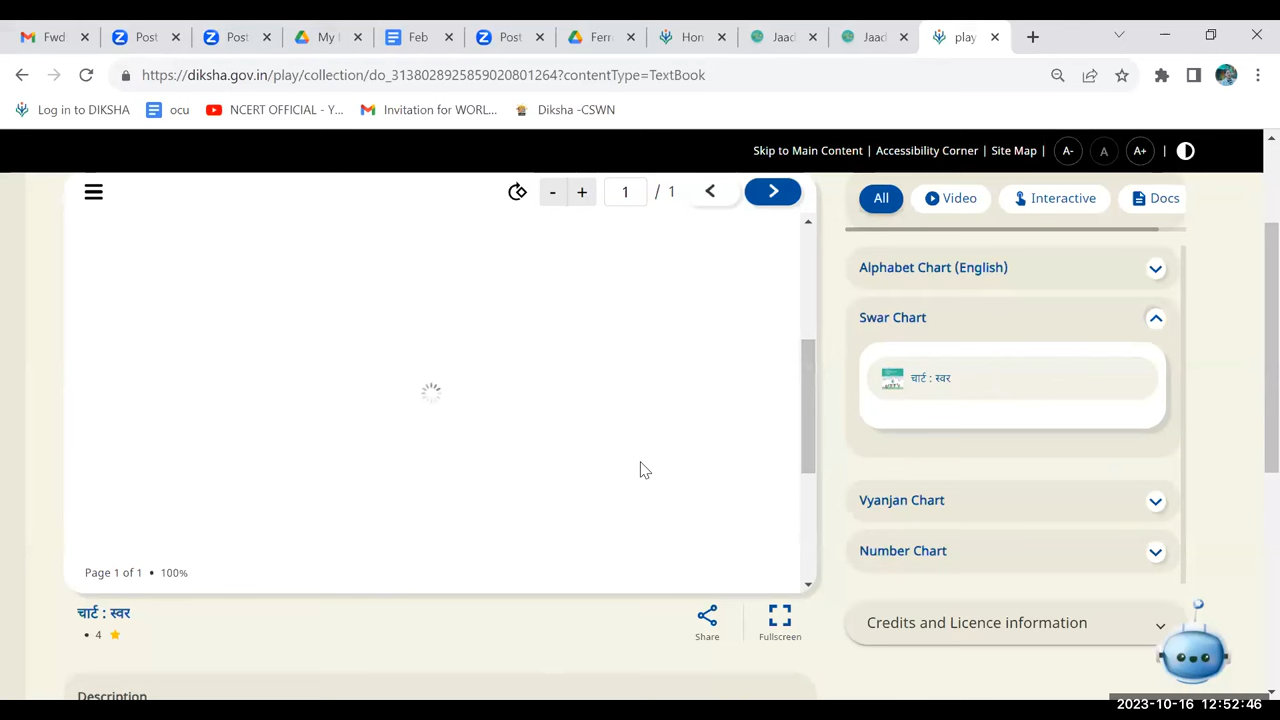 Fwd
Post
Post
My I
Feb
Post
Ferr
Hon
Jaad
Jaad
play
https://diksha.gov.in/play/collection/do_31380289258590208012​64?contentType=TextBook
Log in to DIKSHA
ocu
NCERT OFFICIAL - Y...
Invitation for WORL...
Diksha -CSWN
Skip to Main Content | Accessibility Corner | Site Map | A- A A+ |
- + 1 / 1
All Video Interactive Docs
Alphabet Chart (English)
Swar Chart
चार्ट : स्वर
Vyanjan Chart
Number Chart
Page 1 of 1 • 100%
चार्ट : स्वर
• 4
Share
Fullscreen
Credits and Licence information
Description
2023-10-16 12:52:46